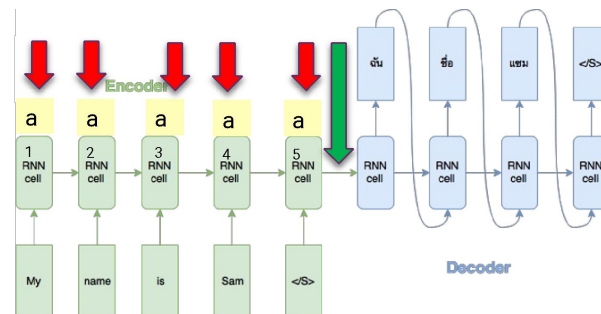 Encoder
a a a a a
1 2 3 4 5
RNN cell RNN cell RNN cell RNN cell RNN cell RNN cell RNN cell RNN cell RNN cell
ฉัน ชื่อ แซม </S>
My name is Sam </S>
Decoder